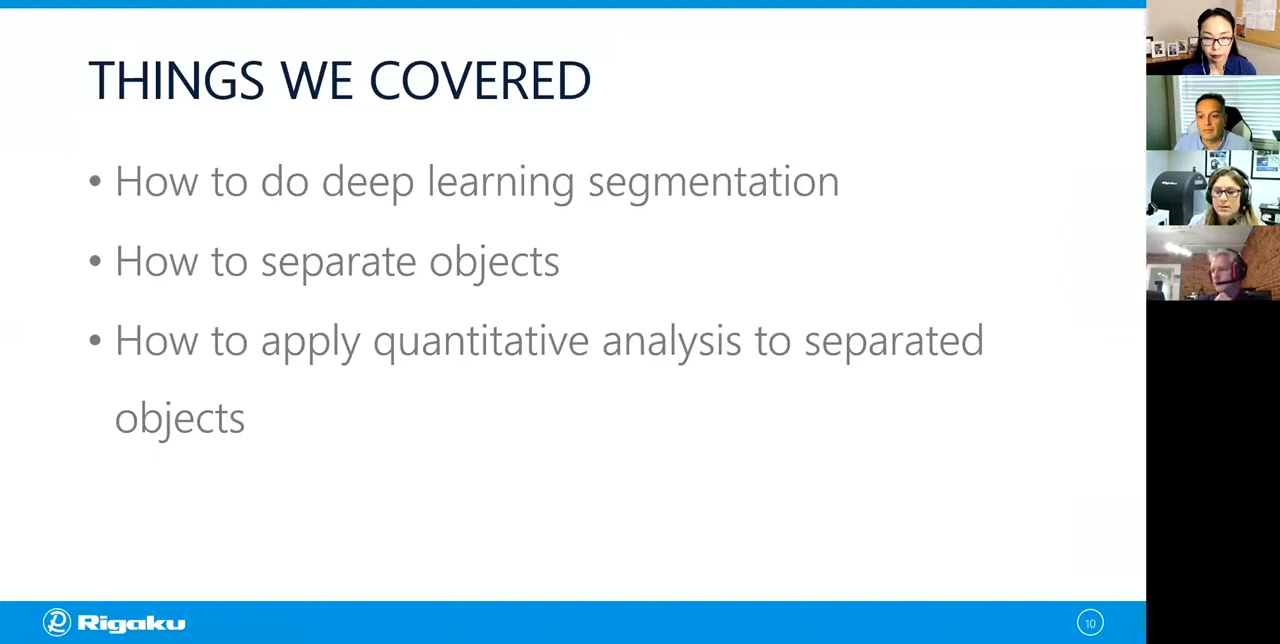 THINGS WE COVERED
• How to do deep learning segmentation
• How to separate objects
• How to apply quantitative analysis to separated
objects
Rigaku
10
Rigaku